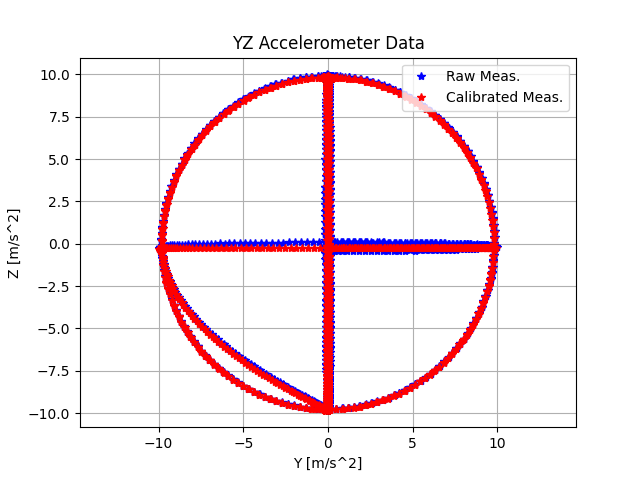 YZ Accelerometer Data
Raw Meas.
Calibrated Meas.
10.0
7.5
5.0
2.5
0.0
−2.5
−5.0
−7.5
−10.0
Z [m/s^2]
−10
−5
0
5
10
Y [m/s^2]